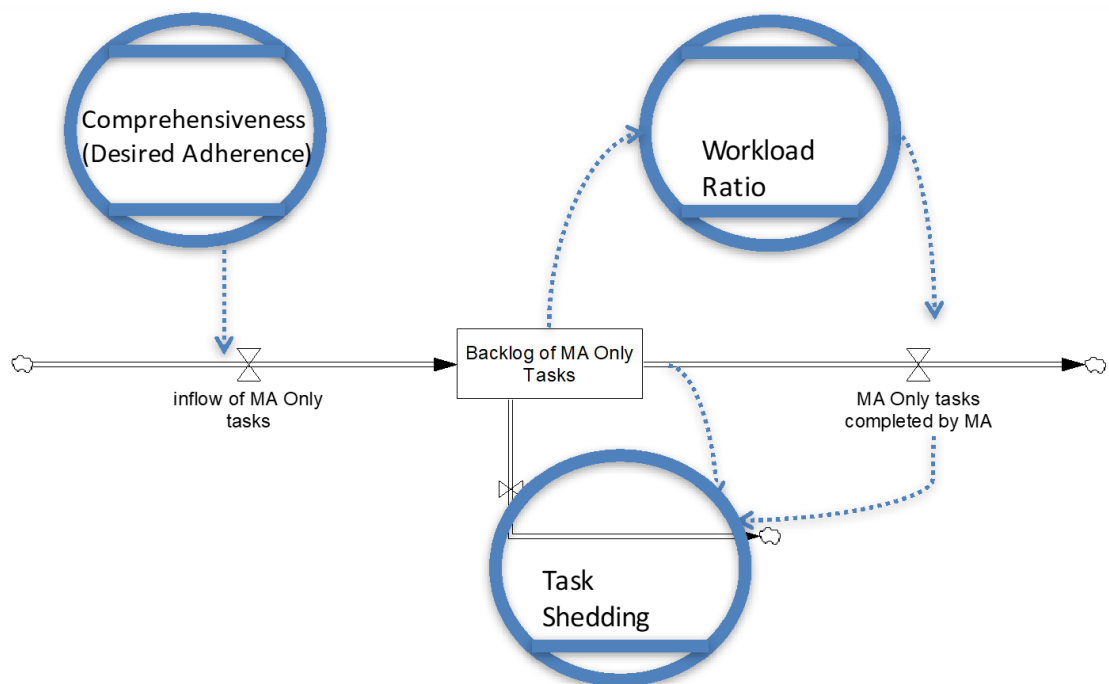 Comprehensiveness
(Desired Adherence)
Workload
Ratio
Backlog of MA Only
Tasks
inflow of MA Only
tasks
MA Only tasks
completed by MA
Task
Shedding